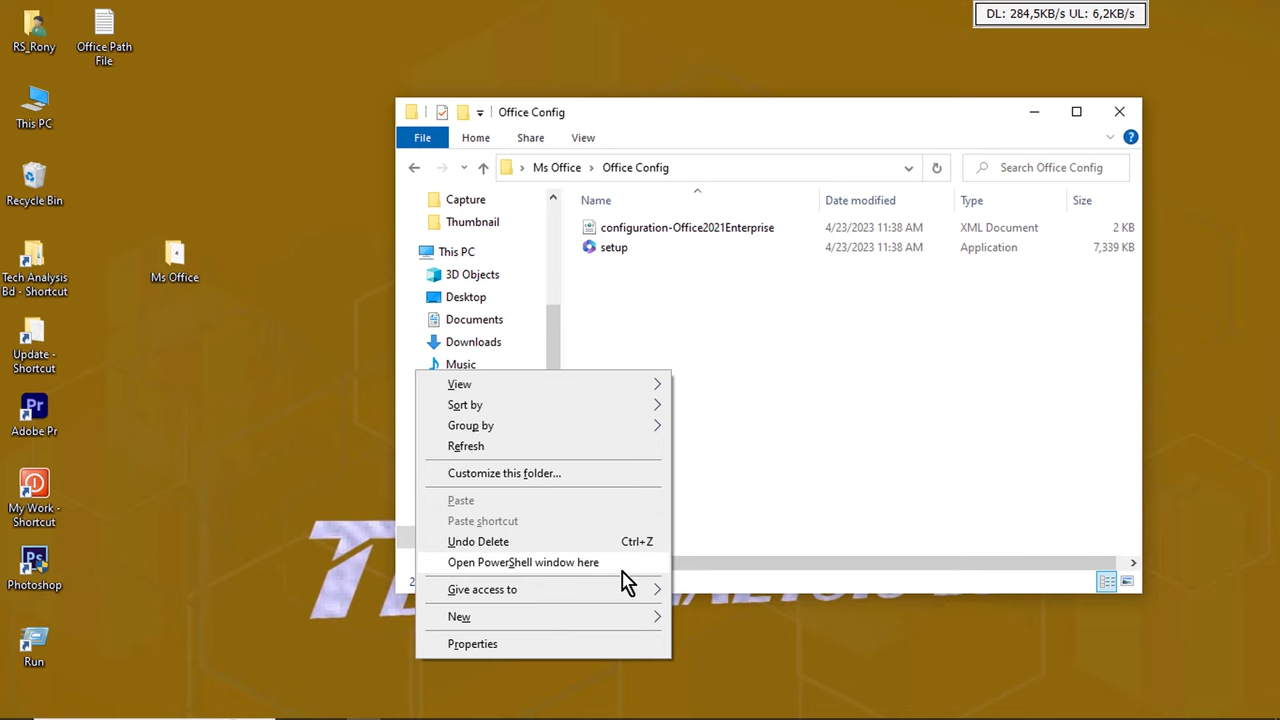 DL: 284,5KB/s UL: 6,2KB/s
RS_Rony
Office Path
File
This PC
Recycle Bin
Tech Analysis
Bd - Shortcut
Ms Office
Update -
Shortcut
Adobe Pr
My Work -
Shortcut
Photoshop
Run
Office Config
File
Home
Share
View
Ms Office
Office Config
Search Office Config
Capture
Thumbnail
This PC
3D Objects
Desktop
Documents
Downloads
Music
Name
Date modified
Type
Size
configuration-Office2021Enterprise
4/23/2023 11:38 AM
XML Document
2 KB
setup
4/23/2023 11:38 AM
Application
7,339 KB
View
Sort by
Group by
Refresh
Customize this folder...
Paste
Paste shortcut
Undo Delete Ctrl+Z
Open PowerShell window here
Give access to
New
Properties
2